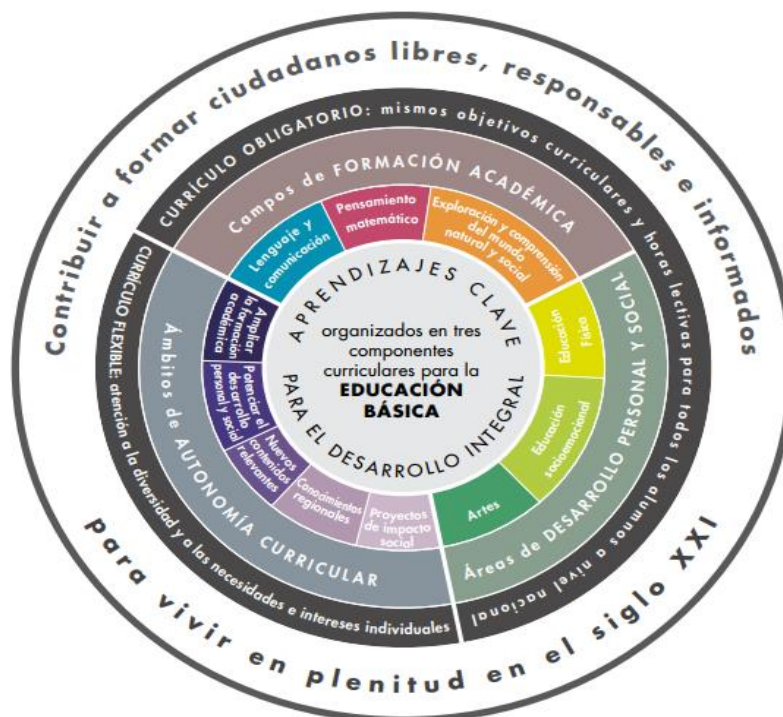 Contribuir a formar ciudadanos libres, responsables e informados
para vivir en plenitud en el siglo XXI
CURRÍCULO OBLIGATORIO: mismos objetivos curriculares y horas lectivas para todos los alumnos a nivel nacional
CURRÍCULO FLEXIBLE: atención a la diversidad y a las necesidades e intereses individuales
Campos de FORMACIÓN ACADÉMICA
Lenguaje y
comunicación
Pensamiento
matemático
Exploración y comprensión
del mundo
natural y social
Áreas de DESARROLLO PERSONAL Y SOCIAL
Educación
Física
Educación
socioemocional
Artes
Ámbitos de AUTONOMÍA CURRICULAR
Ampliar
la formación
académica
Potenciar el
desarrollo
personal y social
Nuevos
contenidos
relevantes
Conocimientos
regionales
Proyectos
de impacto
social
APRENDIZAJES CLAVE
organizados en tres
componentes
curriculares para la
EDUCACIÓN
BÁSICA
PARA EL DESARROLLO INTEGRAL